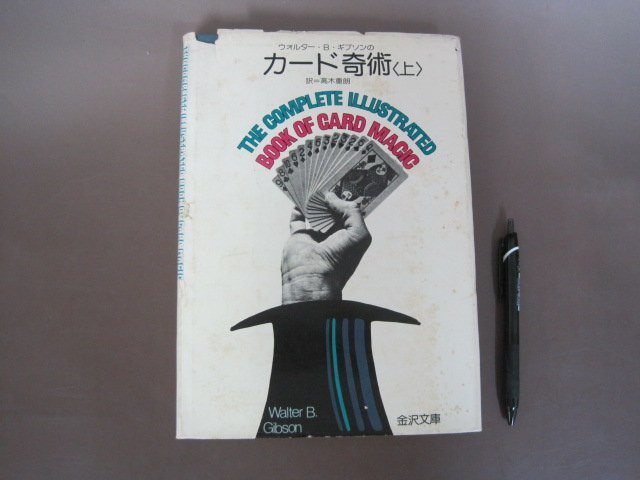 ウォルター・B・ギブソンの
カード奇術〈上〉
訳=高木重朗
THE COMPLETE ILLUSTRATED
BOOK OF CARD MAGIC
Walter B.
Gibson
金沢文庫